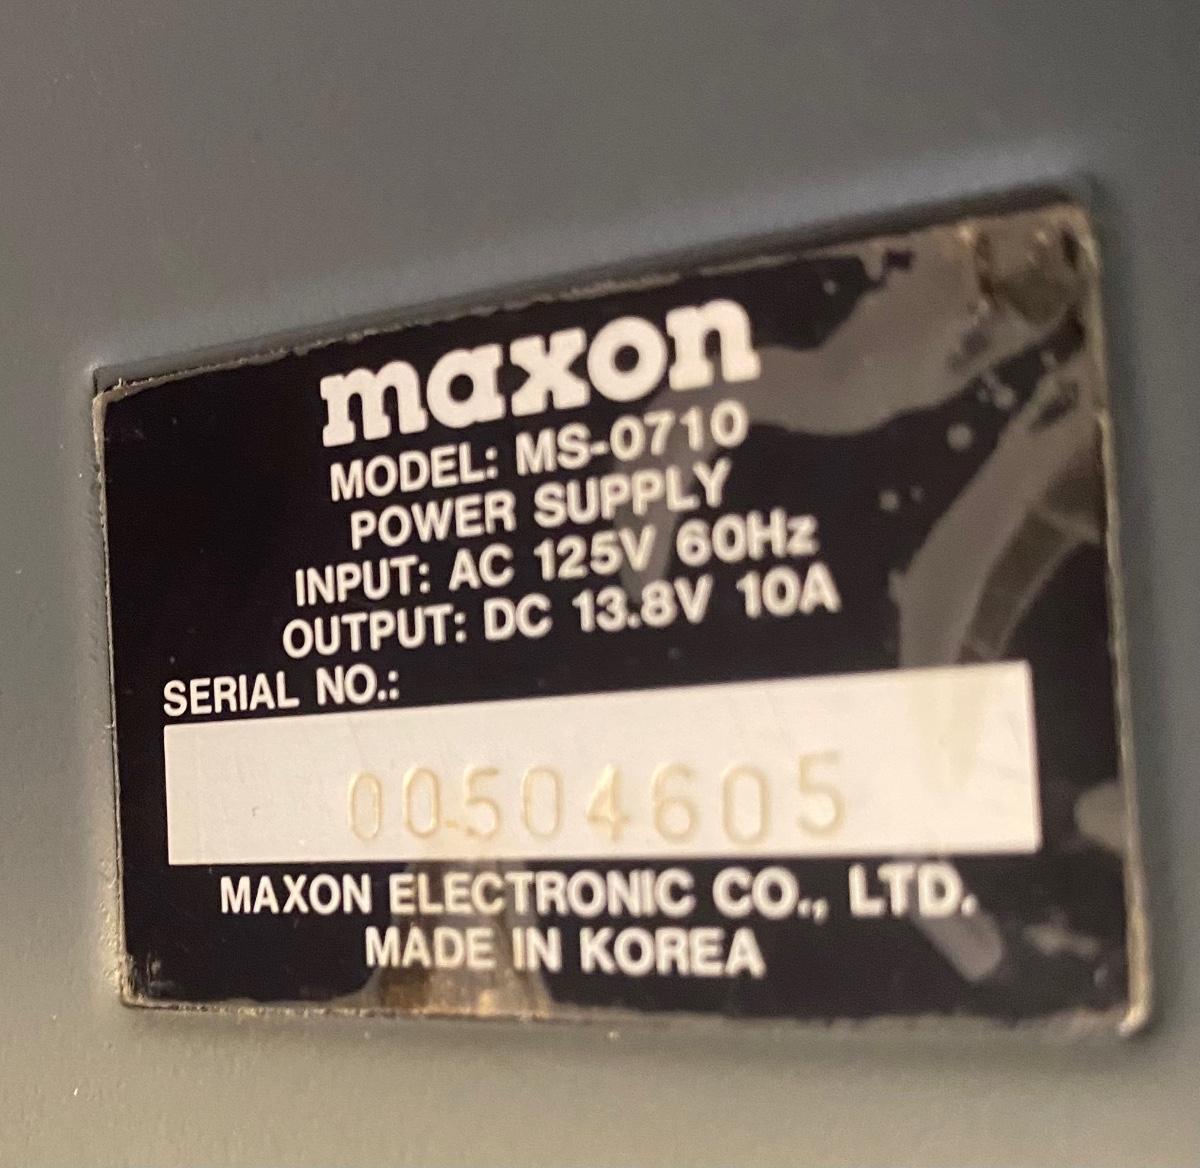 maxon
MODEL: MS-0710
POWER SUPPLY
INPUT: AC 125V 60Hz
OUTPUT: DC 13.8V 10A
SERIAL NO.:
00504605
MAXON ELECTRONIC CO., LTD.
MADE IN KOREA